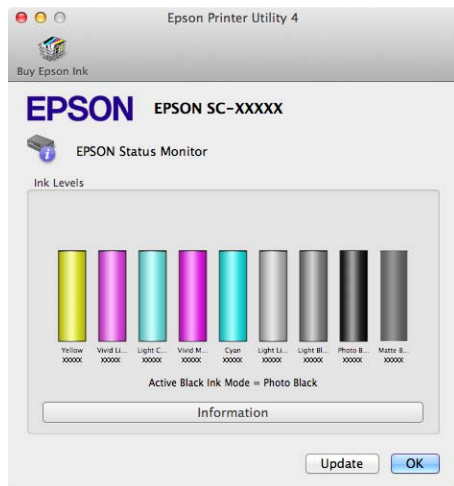 Epson Printer Utility 4
Buy Epson Ink
EPSON EPSON SC-XXXXX
EPSON Status Monitor
Ink Levels
Yellow Vivid Li... Light C... Vivid M... Cyan Light Li... Light Bl... Photo B... Matte B...
XXXXX XXXXX XXXXX XXXXX XXXXX XXXXX XXXXX XXXXX XXXXX
Active Black Ink Mode = Photo Black
Information
Update OK